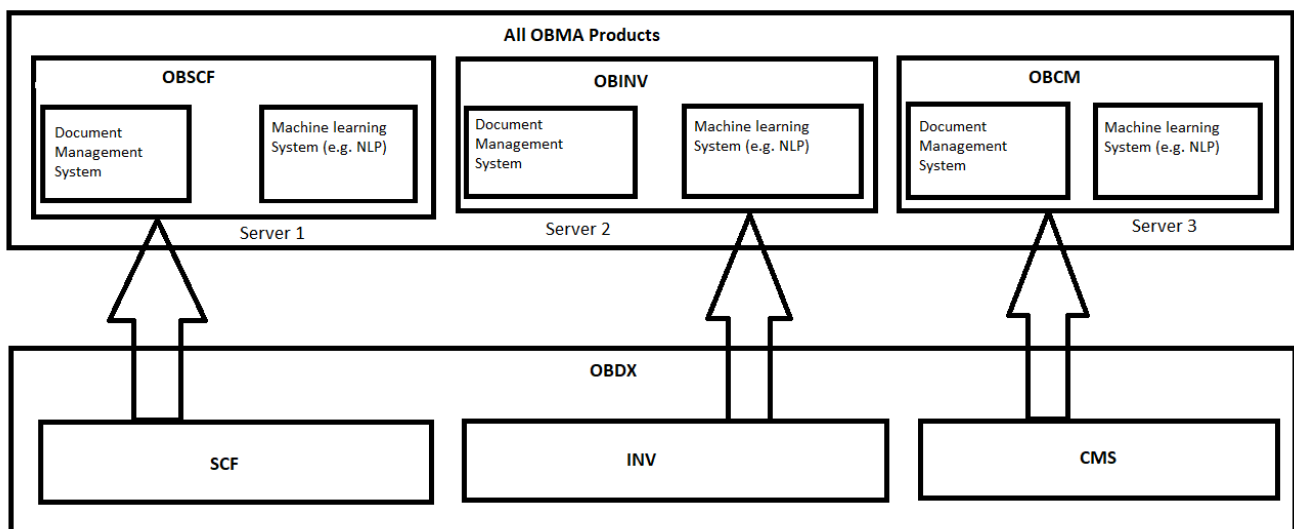 All OBMA Products
OBSCF
OBINV
OBCM
Document
Management
System
Machine learning
System (e.g. NLP)
Document
Management
System
Machine learning
System (e.g. NLP)
Document
Management
System
Machine learning
System (e.g. NLP)
Server 1
Server 2
Server 3
OBDX
SCF
INV
CMS